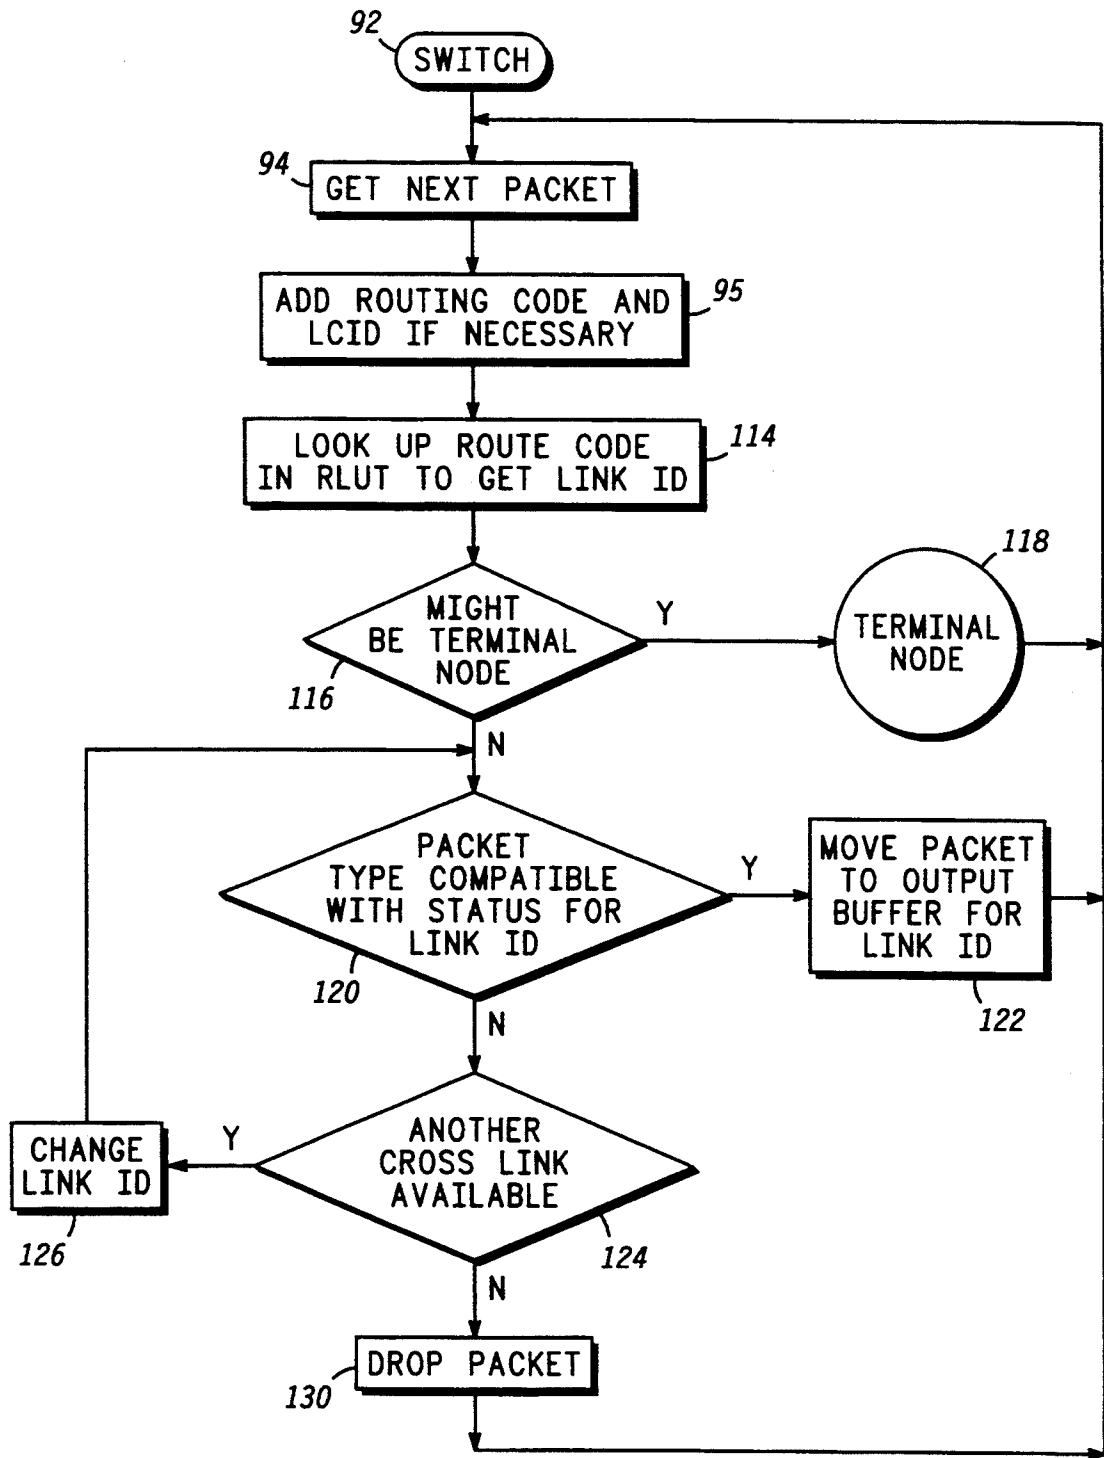 92
SWITCH
94
GET NEXT PACKET
95
ADD ROUTING CODE AND
LCID IF NECESSARY
114
LOOK UP ROUTE CODE
IN RLUT TO GET LINK ID
116
MIGHT
BE TERMINAL
NODE
Y
118
TERMINAL
NODE
N
120
PACKET
TYPE COMPATIBLE
WITH STATUS FOR
LINK ID
Y
MOVE PACKET
TO OUTPUT
BUFFER FOR
LINK ID
122
N
ANOTHER
CROSS LINK
AVAILABLE
124
Y
CHANGE
LINK ID
126
N
DROP PACKET
130